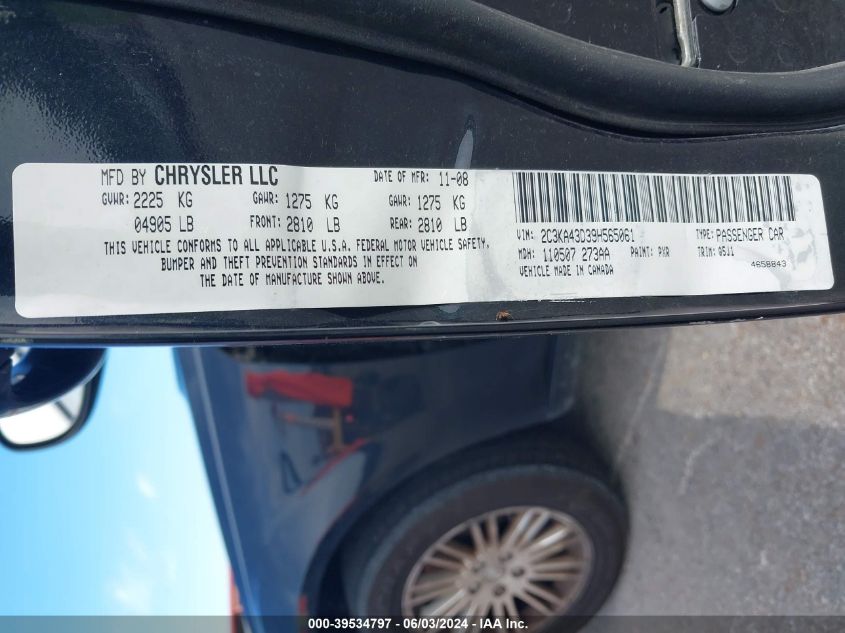 MFD BY CHRYSLER LLC DATE OF MFR: 11-08
GVWR: 2225 KG GAWR: 1275 KG GAWR: 1275 KG
04905 LB FRONT: 2810 LB REAR: 2810 LB
THIS VEHICLE CONFORMS TO ALL APPLICABLE U.S.A. FEDERAL MOTOR VEHICLE SAFETY,
BUMPER AND THEFT PREVENTION STANDARDS IN EFFECT ON
THE DATE OF MANUFACTURE SHOWN ABOVE.
VIN: 2C3KA43D39H565061 TYPE: PASSENGER CAR
MDH: 110507 273AA PAINT: PXR TRIM: Q5J1
VEHICLE MADE IN CANADA 4658843
000-39534797 - 06/03/2024 - IAA Inc.